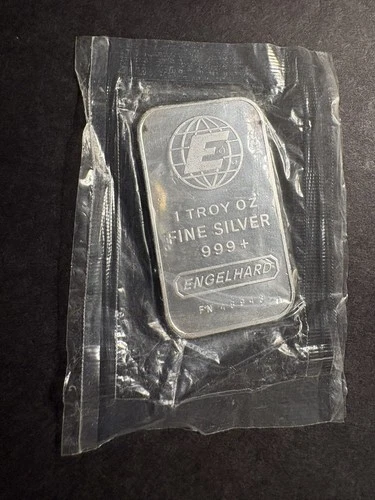 E
1 TROY OZ
FINE SILVER
999+
ENGELHARD
FN